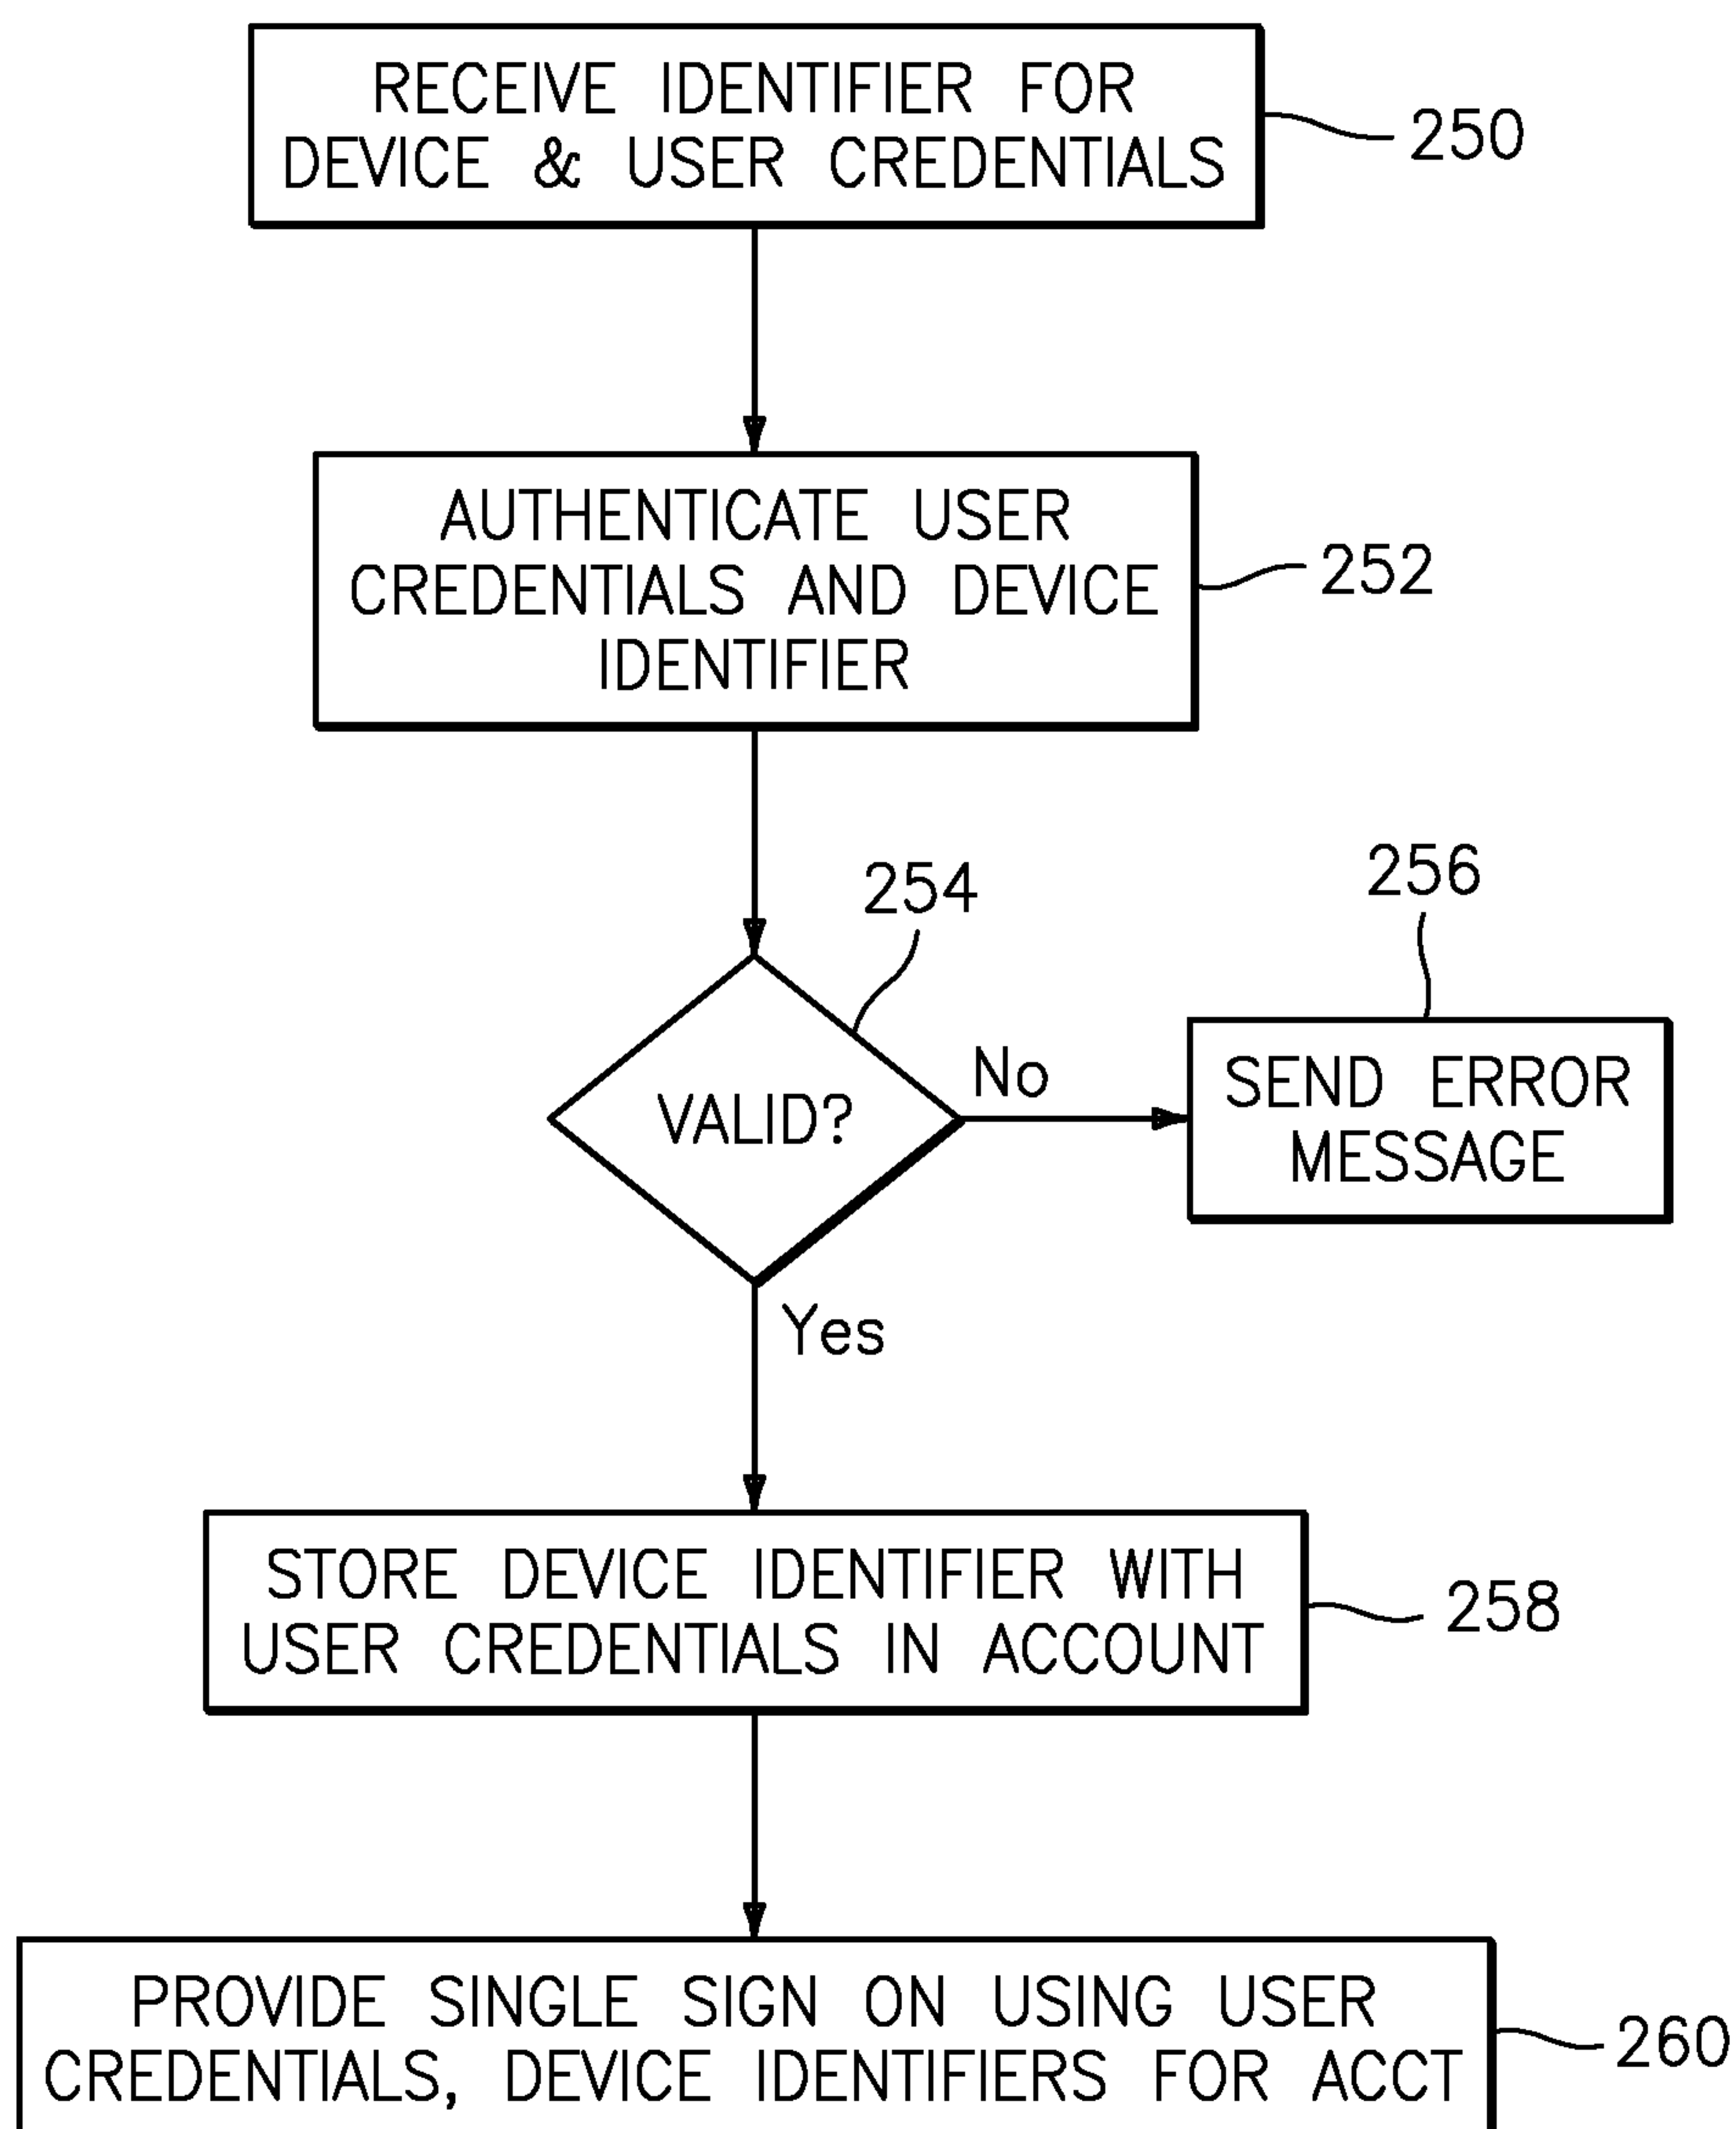 RECEIVE IDENTIFIER FOR
DEVICE & USER CREDENTIALS
250
AUTHENTICATE USER
CREDENTIALS AND DEVICE
IDENTIFIER
252
254
256
VALID?
No
SEND ERROR
MESSAGE
Yes
STORE DEVICE IDENTIFIER WITH
USER CREDENTIALS IN ACCOUNT
258
PROVIDE SINGLE SIGN ON USING USER
CREDENTIALS, DEVICE IDENTIFIERS FOR ACCT
260